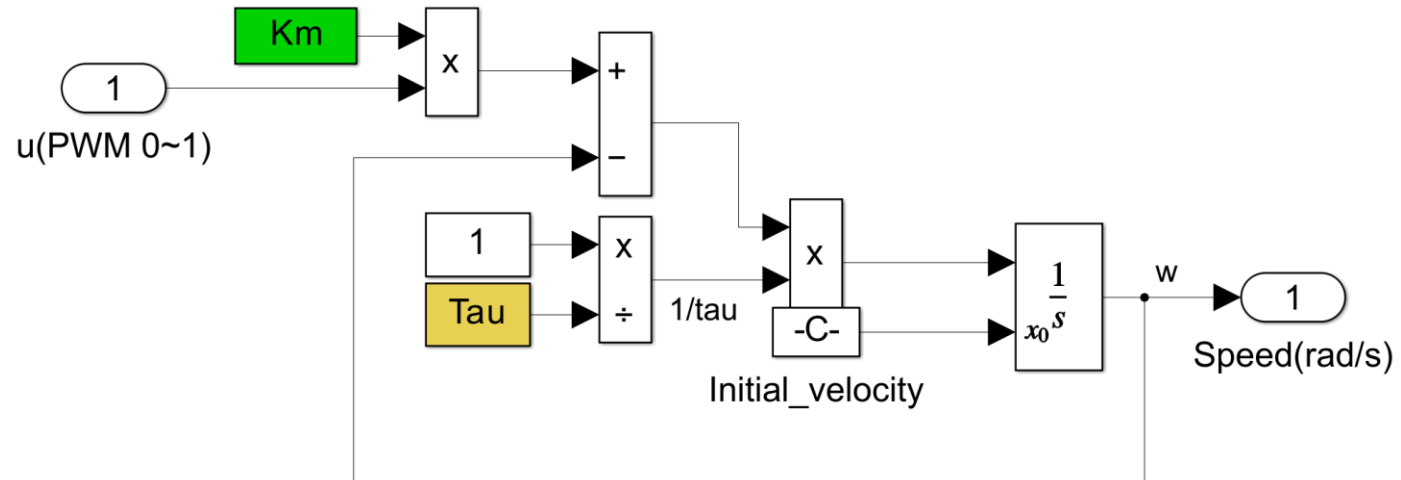 Km
x
+
1
u(PWM 0~1)
−
1
x
x
Tau
÷
1/tau
-C-
Initial_velocity
1
s
x0
w
1
Speed(rad/s)